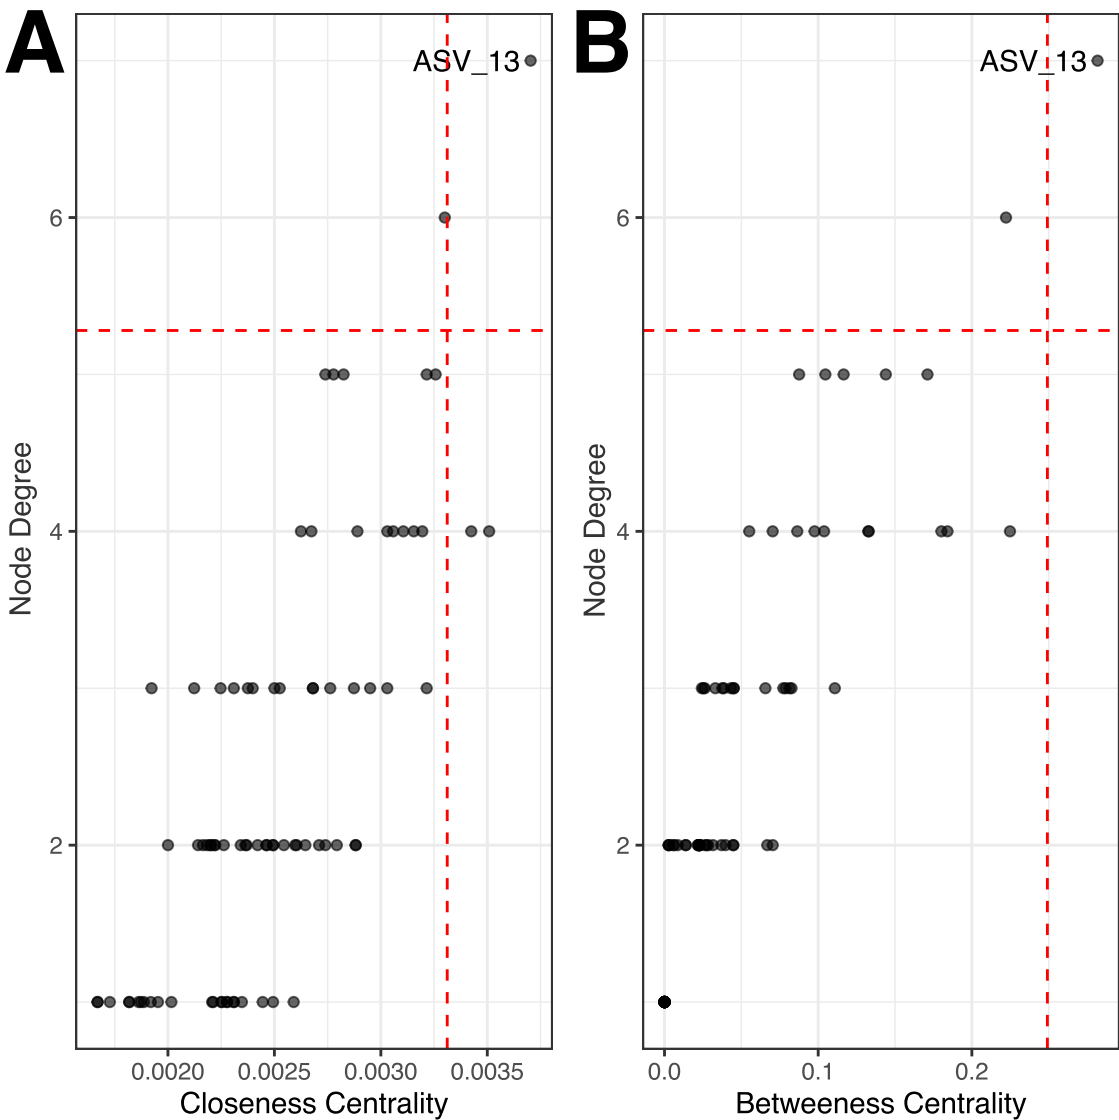 A
ASV_13
6
4
2
Node Degree
0.0020 0.0025 0.0030 0.0035
Closeness Centrality
B
ASV_13
6
4
2
Node Degree
0.0 0.1 0.2
Betweeness Centrality